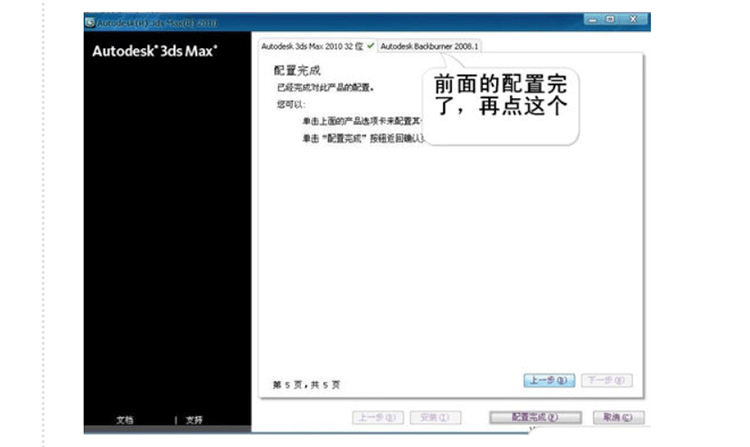 Autodesk(R) 3ds Max(R) 2010
Autodesk® 3ds Max®
Autodesk 3ds Max 2010 32 位
Autodesk Backburner 2008.1
配置完成
已经完成对此产品的配置。
您可以:
单击上面的产品选项卡来配置其
单击“配置完成”按钮返回确认
前面的配置完
了，再点这个
第 5 页，共 5 页
上一步(B)
下一步(N)
文档 | 支持
上一步(B)
安装(I)
配置完成(F)
取消(C)